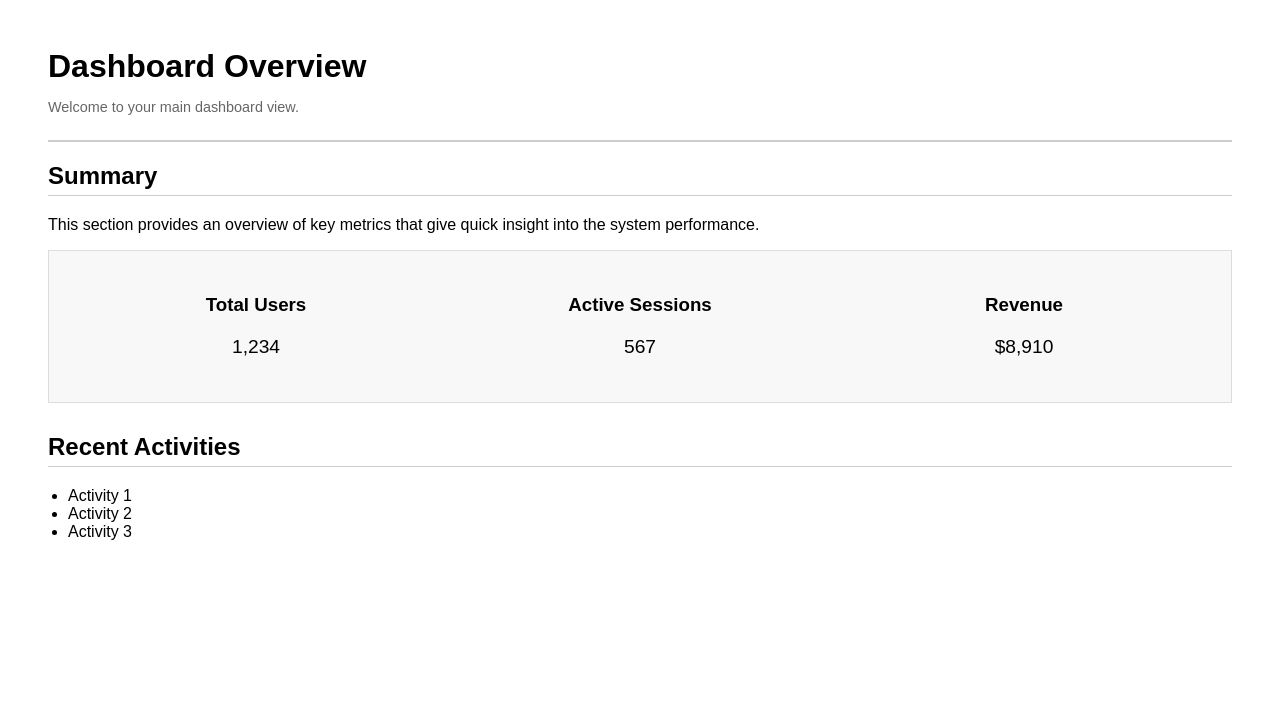 Dashboard Overview
Welcome to your main dashboard view.
Summary
This section provides an overview of key metrics that give quick insight into the system performance.
Total Users
1,234
Active Sessions
567
Revenue
$8,910
Recent Activities
Activity 1
Activity 2
Activity 3